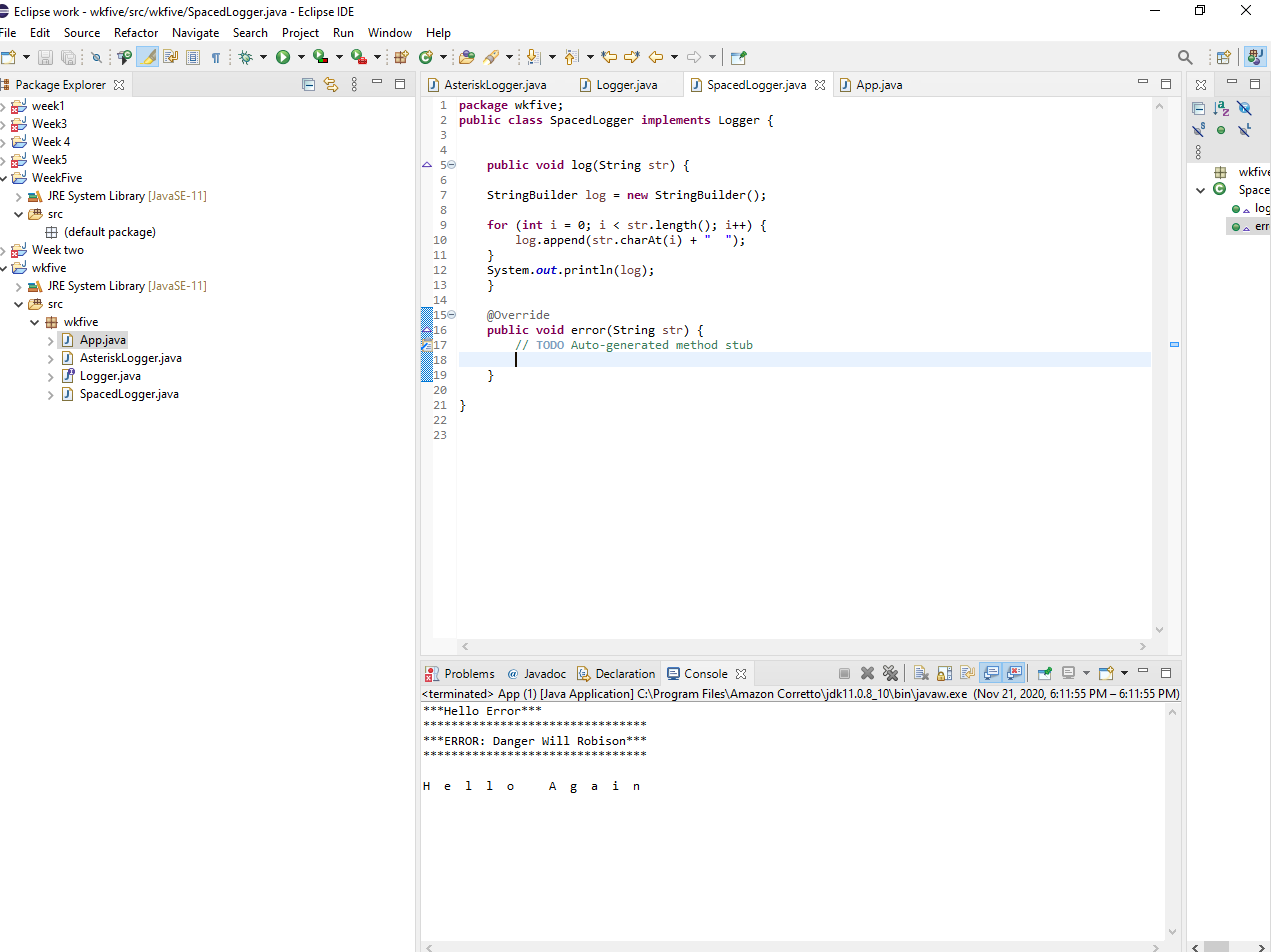 Eclipse work - wkfive/src/wkfive/SpacedLogger.java - Eclipse IDE
File Edit Source Refactor Navigate Search Project Run Window Help
Package Explorer
week1
Week3
Week 4
Week5
WeekFive
JRE System Library [JavaSE-11]
src
(default package)
Week two
wkfive
JRE System Library [JavaSE-11]
src
wkfive
App.java
AsteriskLogger.java
Logger.java
SpacedLogger.java
AsteriskLogger.java Logger.java SpacedLogger.java App.java
1 package wkfive;
2 public class SpacedLogger implements Logger {
3
4
5 public void log(String str) {
6
7 StringBuilder log = new StringBuilder();
8
9 for (int i = 0; i < str.length(); i++) {
10 log.append(str.charAt(i) + "  ");
11 }
12 System.out.println(log);
13 }
14
15 @Override
16 public void error(String str) {
17 // TODO Auto-generated method stub
18
19 }
20
21 }
22
23
wkfive
Space
log
err
Problems @ Javadoc Declaration Console
<terminated> App (1) [Java Application] C:\Program Files\Amazon Corretto\jdk11.0.8_10\bin\javaw.exe (Nov 21, 2020, 6:11:55 PM – 6:11:55 PM)
***Hello Error***
********************************
***ERROR: Danger Will Robison***
********************************
H e l l o   A g a i n